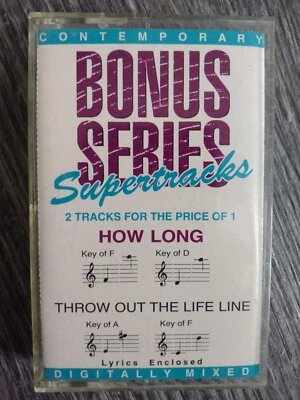 CONTEMPORARY
BONUS
SERIES
Supertracks
2 TRACKS FOR THE PRICE OF 1
HOW LONG
Key of F Key of D
THROW OUT THE LIFE LINE
Key of A Key of F
Lyrics Enclosed
DIGITALLY MIXED